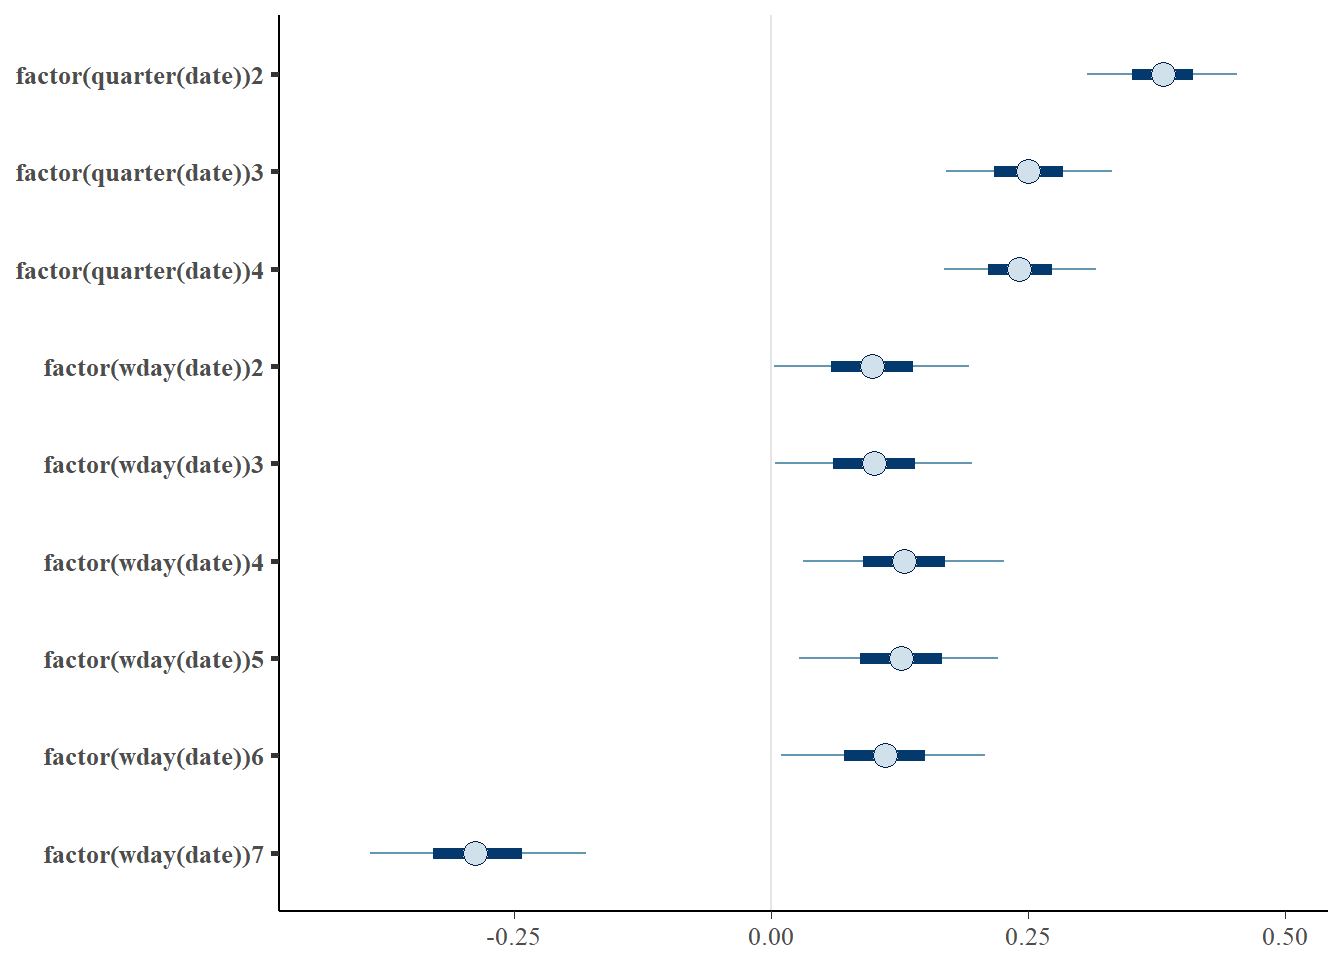 factor(quarter(date))2
factor(quarter(date))3
factor(quarter(date))4
factor(wday(date))2
factor(wday(date))3
factor(wday(date))4
factor(wday(date))5
factor(wday(date))6
factor(wday(date))7
-0.25 0.00 0.25 0.50